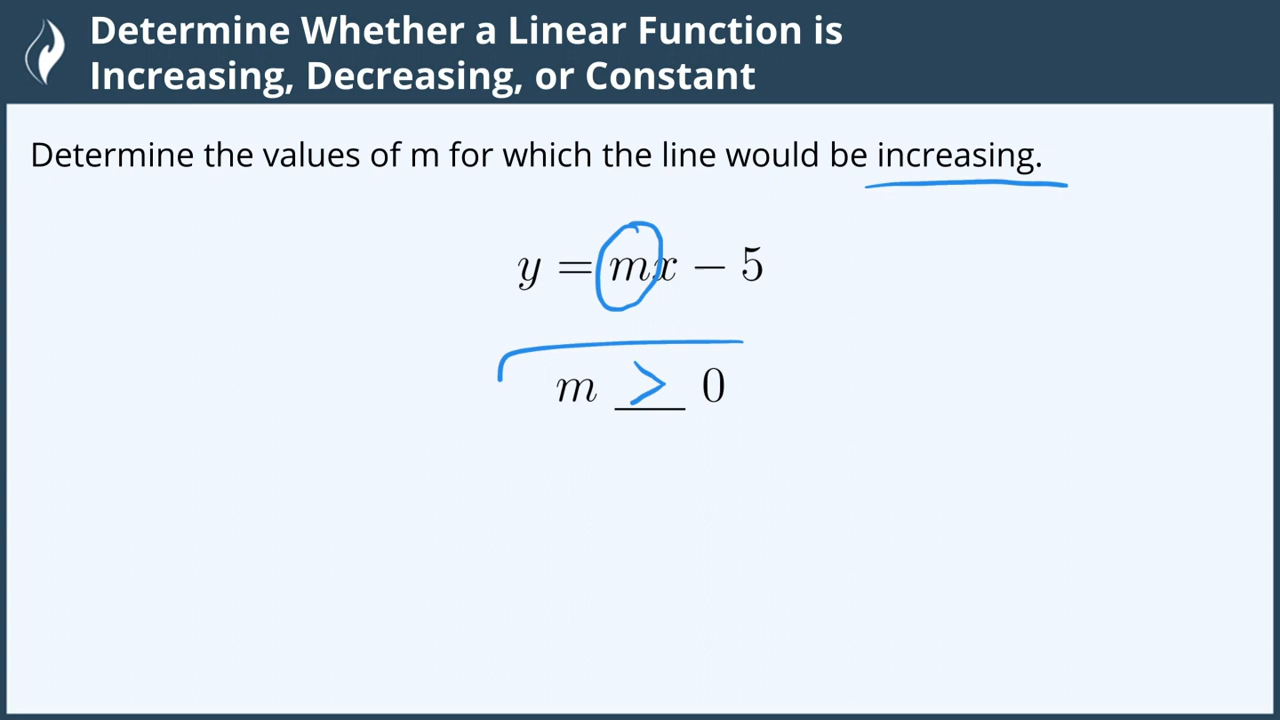 Determine Whether a Linear Function is
Increasing, Decreasing, or Constant
Determine the values of m for which the line would be increasing.
y = mx − 5
m > 0